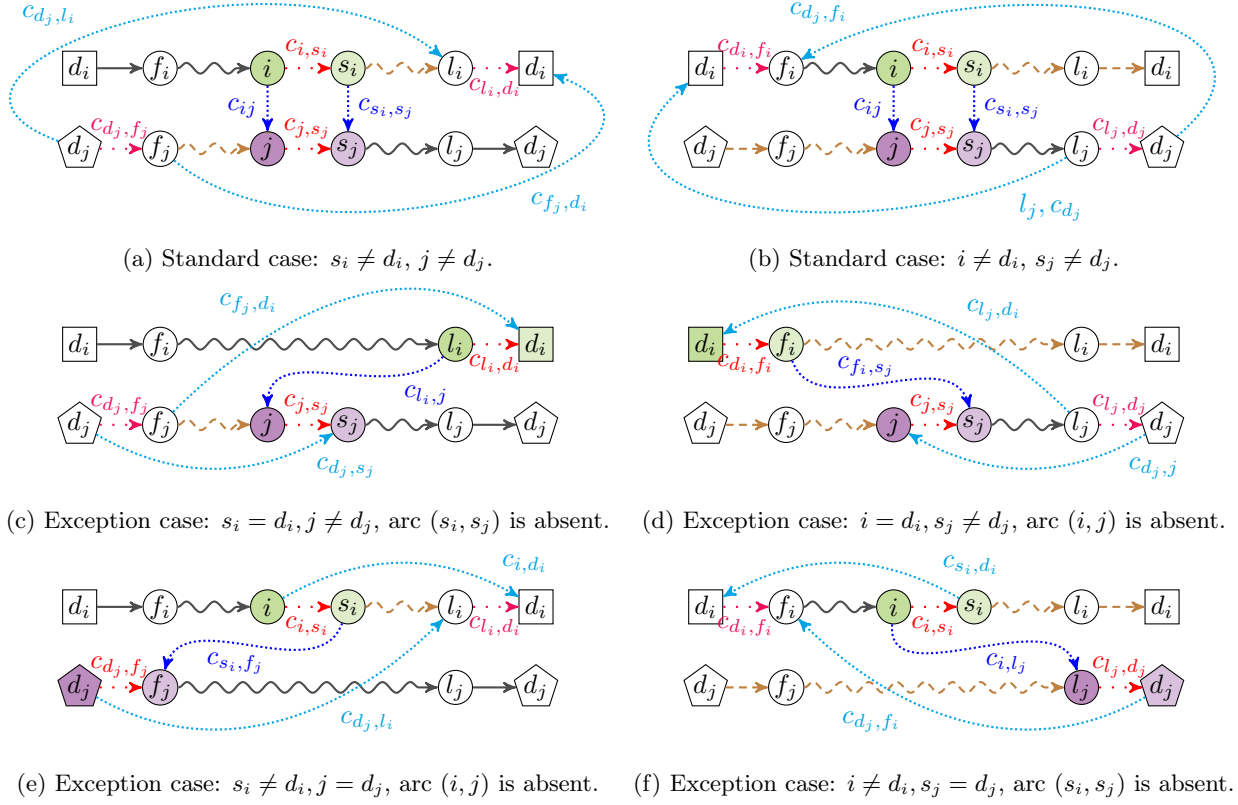 c_{d_j,l_i} c_{d_j,f_i}
c_{i,s_i} c_{d_i,f_i} c_{i,s_i}
d_i f_i i s_i l_i d_i d_i f_i i s_i l_i d_i
c_{l_i,d_i}
c_{ij} c_{s_i,s_j} c_{ij} c_{s_i,s_j}
c_{d_j,f_j} c_{j,s_j} c_{j,s_j} c_{l_j,d_j}
d_j f_j j s_j l_j d_j d_j f_j j s_j l_j d_j
c_{f_j,d_i} l_j, c_{d_j}
(a) Standard case: s_i ≠ d_i, j ≠ d_j.
(b) Standard case: i ≠ d_i, s_j ≠ d_j.
c_{f_j,d_i} c_{l_j,d_i}
d_i f_i l_i d_i d_i f_i l_i d_i
c_{l_i,d_i} c_{d_i,f_i} c_{f_i,s_j}
c_{l_i,j}
c_{d_j,f_j} c_{j,s_j} c_{j,s_j} c_{l_j,d_j}
d_j f_j j s_j l_j d_j d_j f_j j s_j l_j d_j
c_{d_j,s_j} c_{d_j,j}
(c) Exception case: s_i = d_i, j ≠ d_j, arc (s_i, s_j) is absent.
(d) Exception case: i = d_i, s_j ≠ d_j, arc (i, j) is absent.
c_{i,d_i} c_{s_i,d_i}
d_i f_i i s_i l_i d_i d_i f_i i s_i l_i d_i
c_{i,s_i} c_{l_i,d_i} c_{d_i,f_i} c_{i,s_i}
c_{d_j,f_j} c_{s_i,f_j} c_{i,l_j} c_{l_j,d_j}
d_j f_j l_j d_j d_j f_j l_j d_j
c_{d_j,l_i} c_{d_j,f_i}
(e) Exception case: s_i ≠ d_i, j = d_j, arc (i, j) is absent.
(f) Exception case: i ≠ d_i, s_j = d_j, arc (s_i, s_j) is absent.